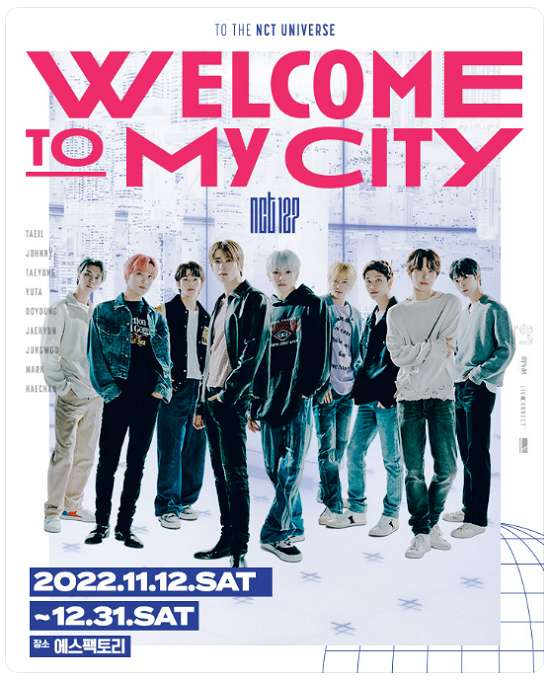 TO THE NCT UNIVERSE
WELCOME
TO MY CITY
nct 127
TAEIL
JOHNNY
TAEYONG
YUTA
DOYOUNG
JAEHYUN
JUNGWOO
MARK
HAECHAN
2022.11.12.SAT
~12.31.SAT
장소 에스팩토리